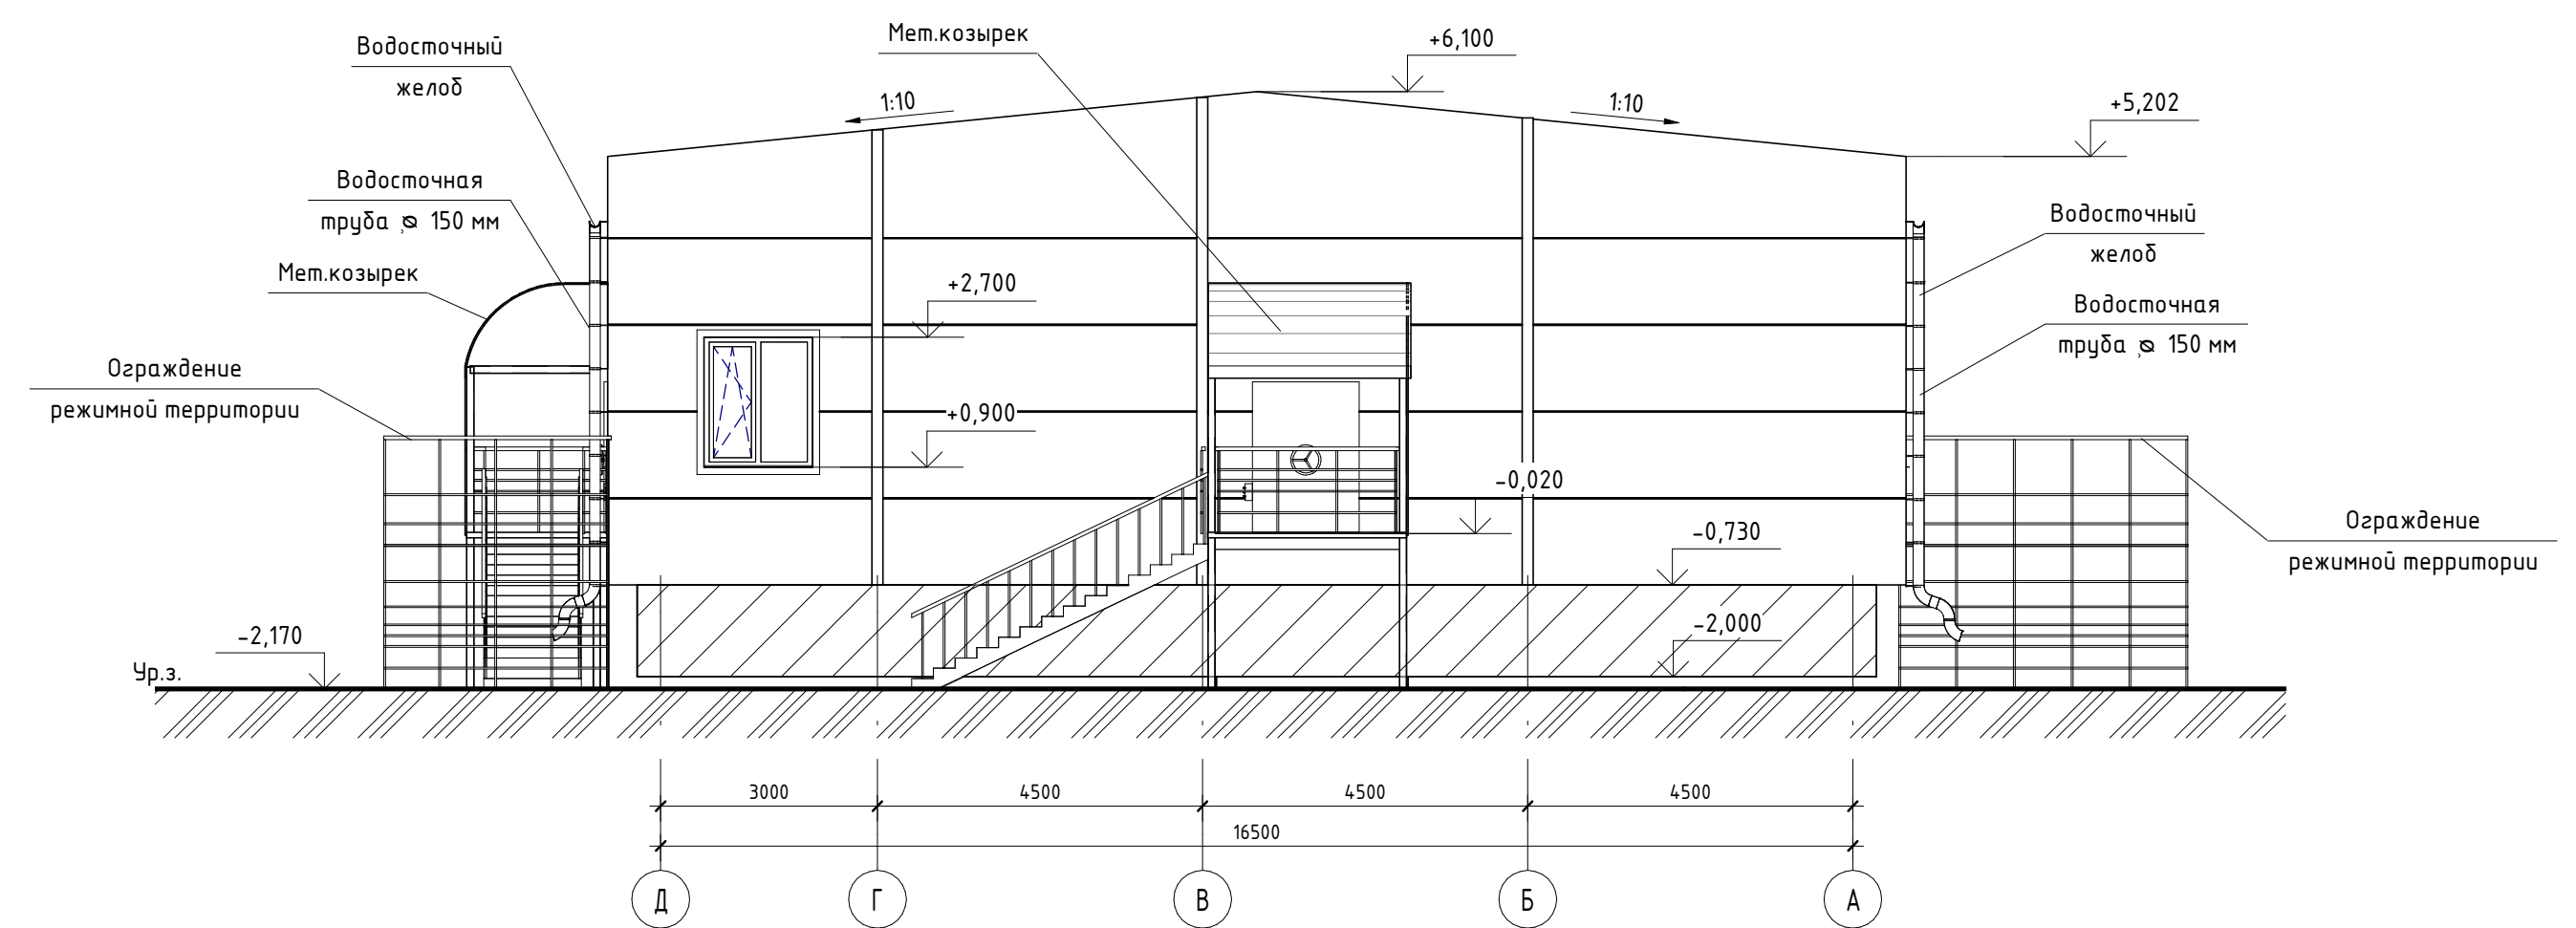 Мет.козырек
+6,100
Водосточный
желоб
1:10
1:10
+5,202
Водосточная
труба ⌀ 150 мм
Водосточный
желоб
Мет.козырек
+2,700
Водосточная
труба ⌀ 150 мм
Ограждение
режимной территории
+0,900
-0,020
Ограждение
режимной территории
-0,730
-2,000
-2,170
Ур.з.
3000
4500
4500
4500
16500
Д
Г
В
Б
А